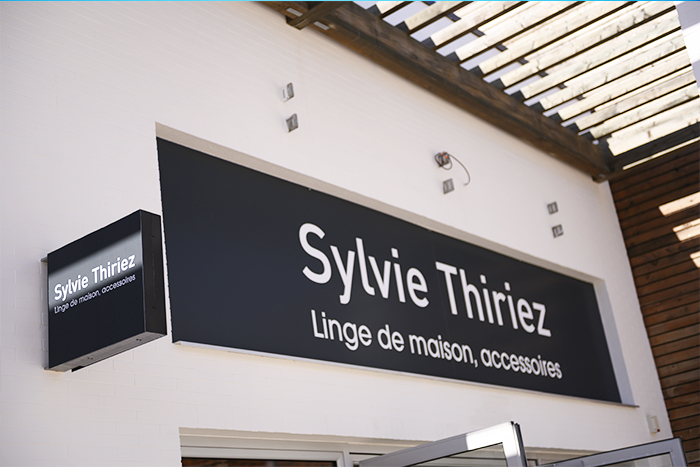 Sylvie Thiriez
Linge de maison, accessoires
Sylvie Thiriez
Linge de maison, accessoires